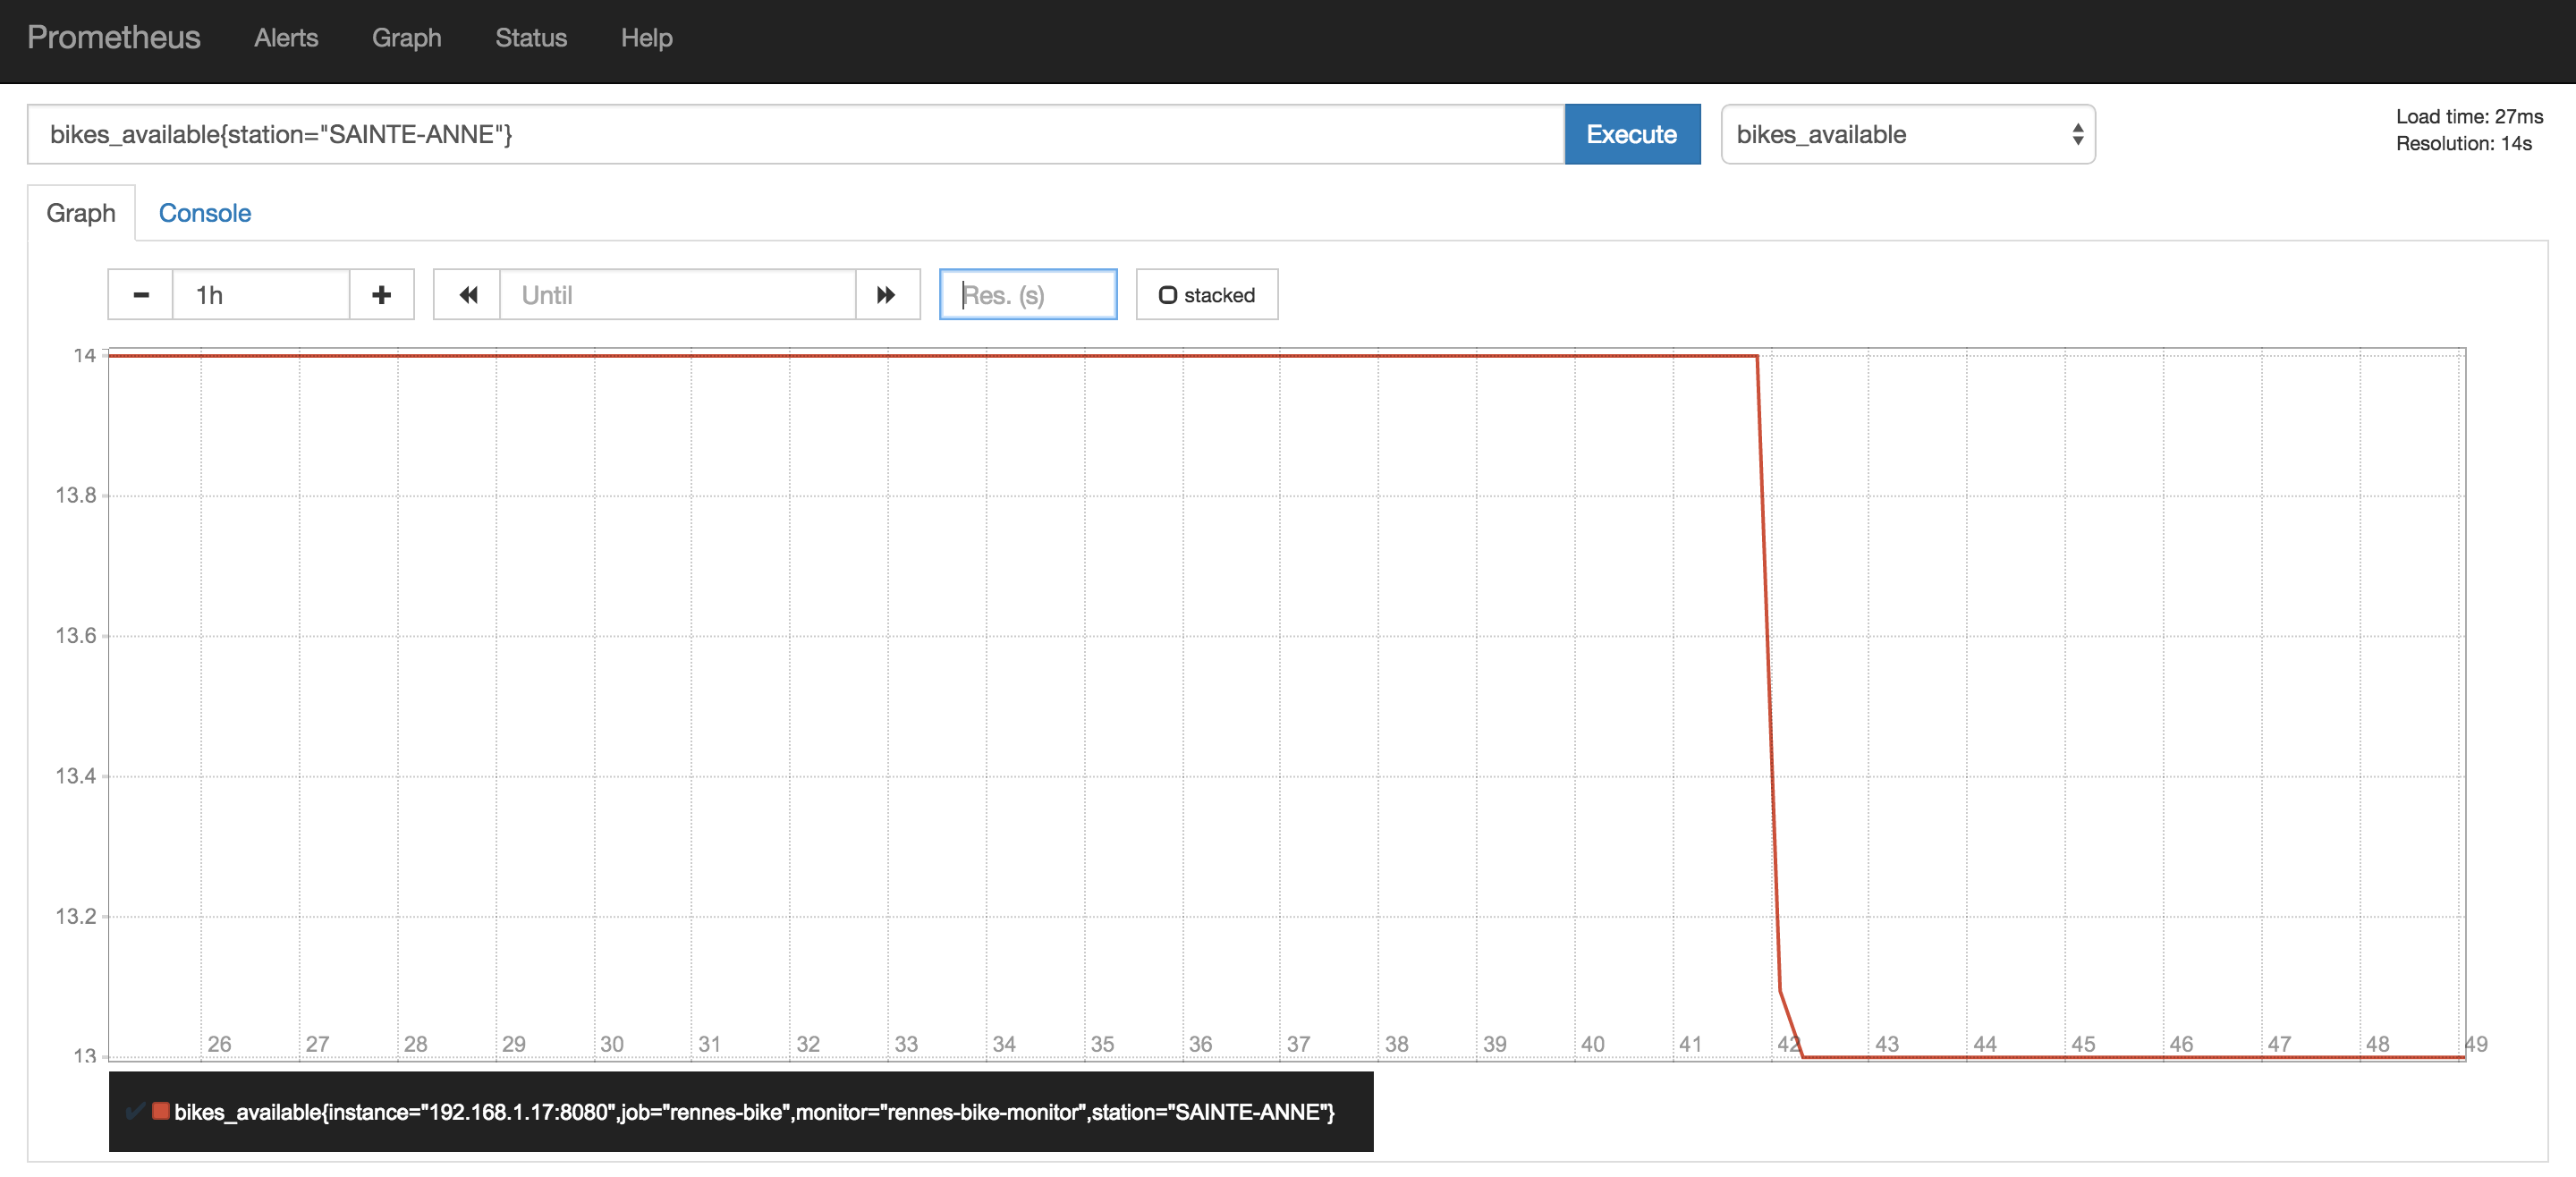 Prometheus Alerts Graph Status Help
bikes_available{station="SAINTE-ANNE"} Execute bikes_available
Load time: 27ms
Resolution: 14s
Graph Console
1h Until Res. (s) stacked
14
13.8
13.6
13.4
13.2
13
26 27 28 29 30 31 32 33 34 35 36 37 38 39 40 41 42 43 44 45 46 47 48 49
bikes_available{instance="192.168.1.17:8080",job="rennes-bike",monitor="rennes-bike-monitor",station="SAINTE-ANNE"}